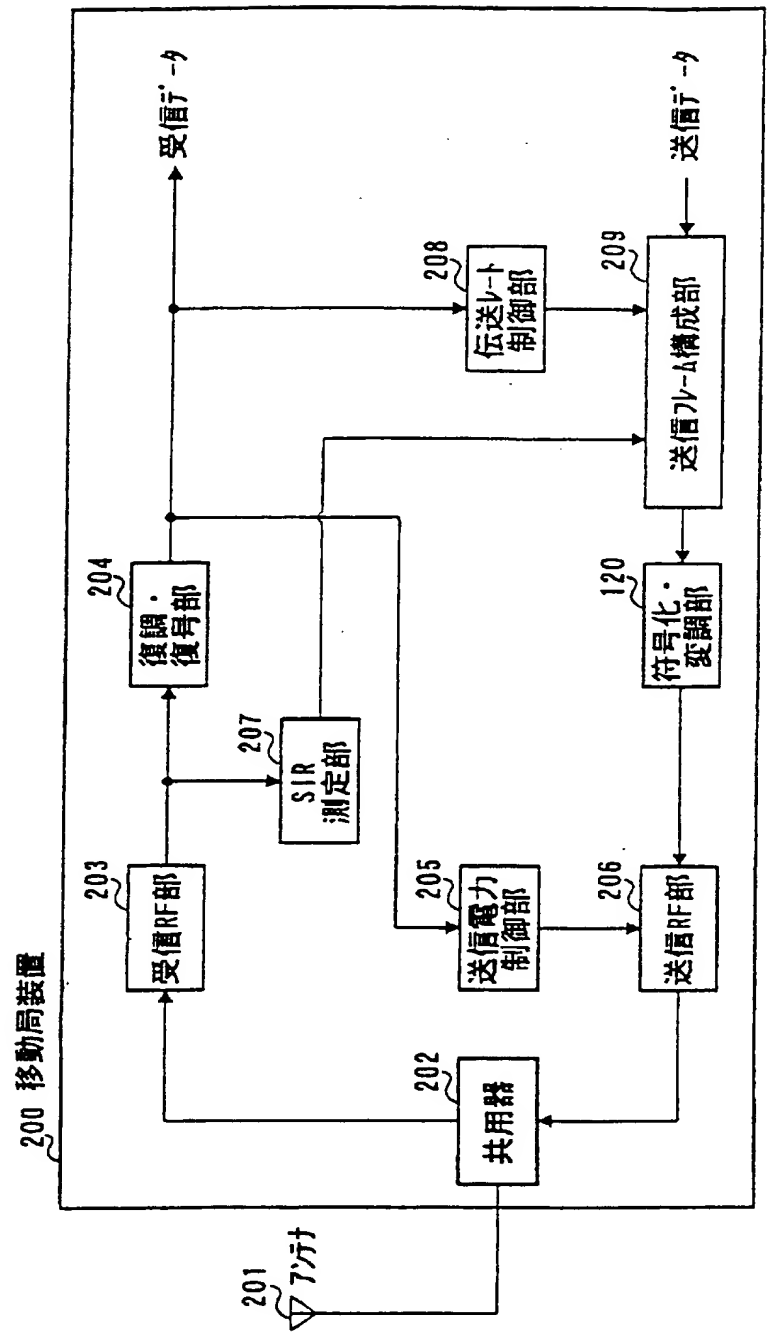 200 移動局装置
201
アンテナ
202
共用器
203
受信RF部
204
復調・
復号部
受信データ
207
SIR
測定部
205
送信電力
制御部
208
伝送レート
制御部
206
送信RF部
120
符号化・
変調部
209
送信フレーム構成部
送信データ